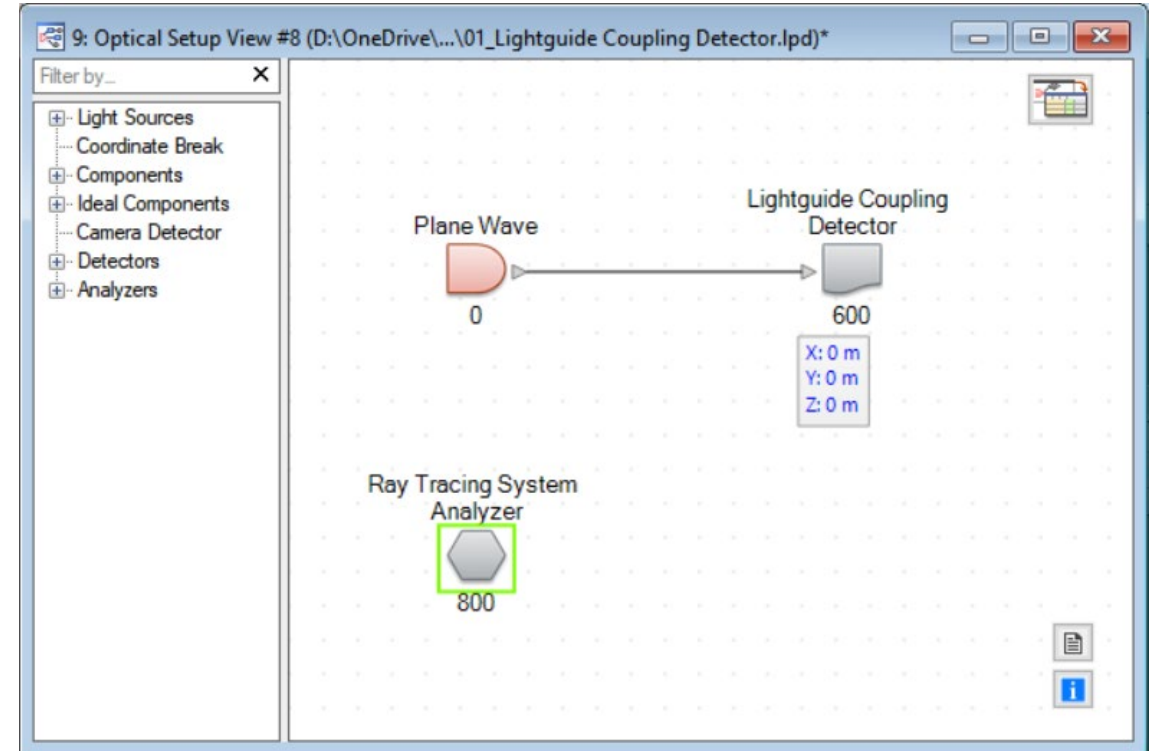 9: Optical Setup View #8 (D:\OneDrive\...\01_Lightguide Coupling Detector.lpd)*
Filter by...
Light Sources
Coordinate Break
Components
Ideal Components
Camera Detector
Detectors
Analyzers
Plane Wave
0
Lightguide Coupling
Detector
600
X: 0 m
Y: 0 m
Z: 0 m
Ray Tracing System
Analyzer
800